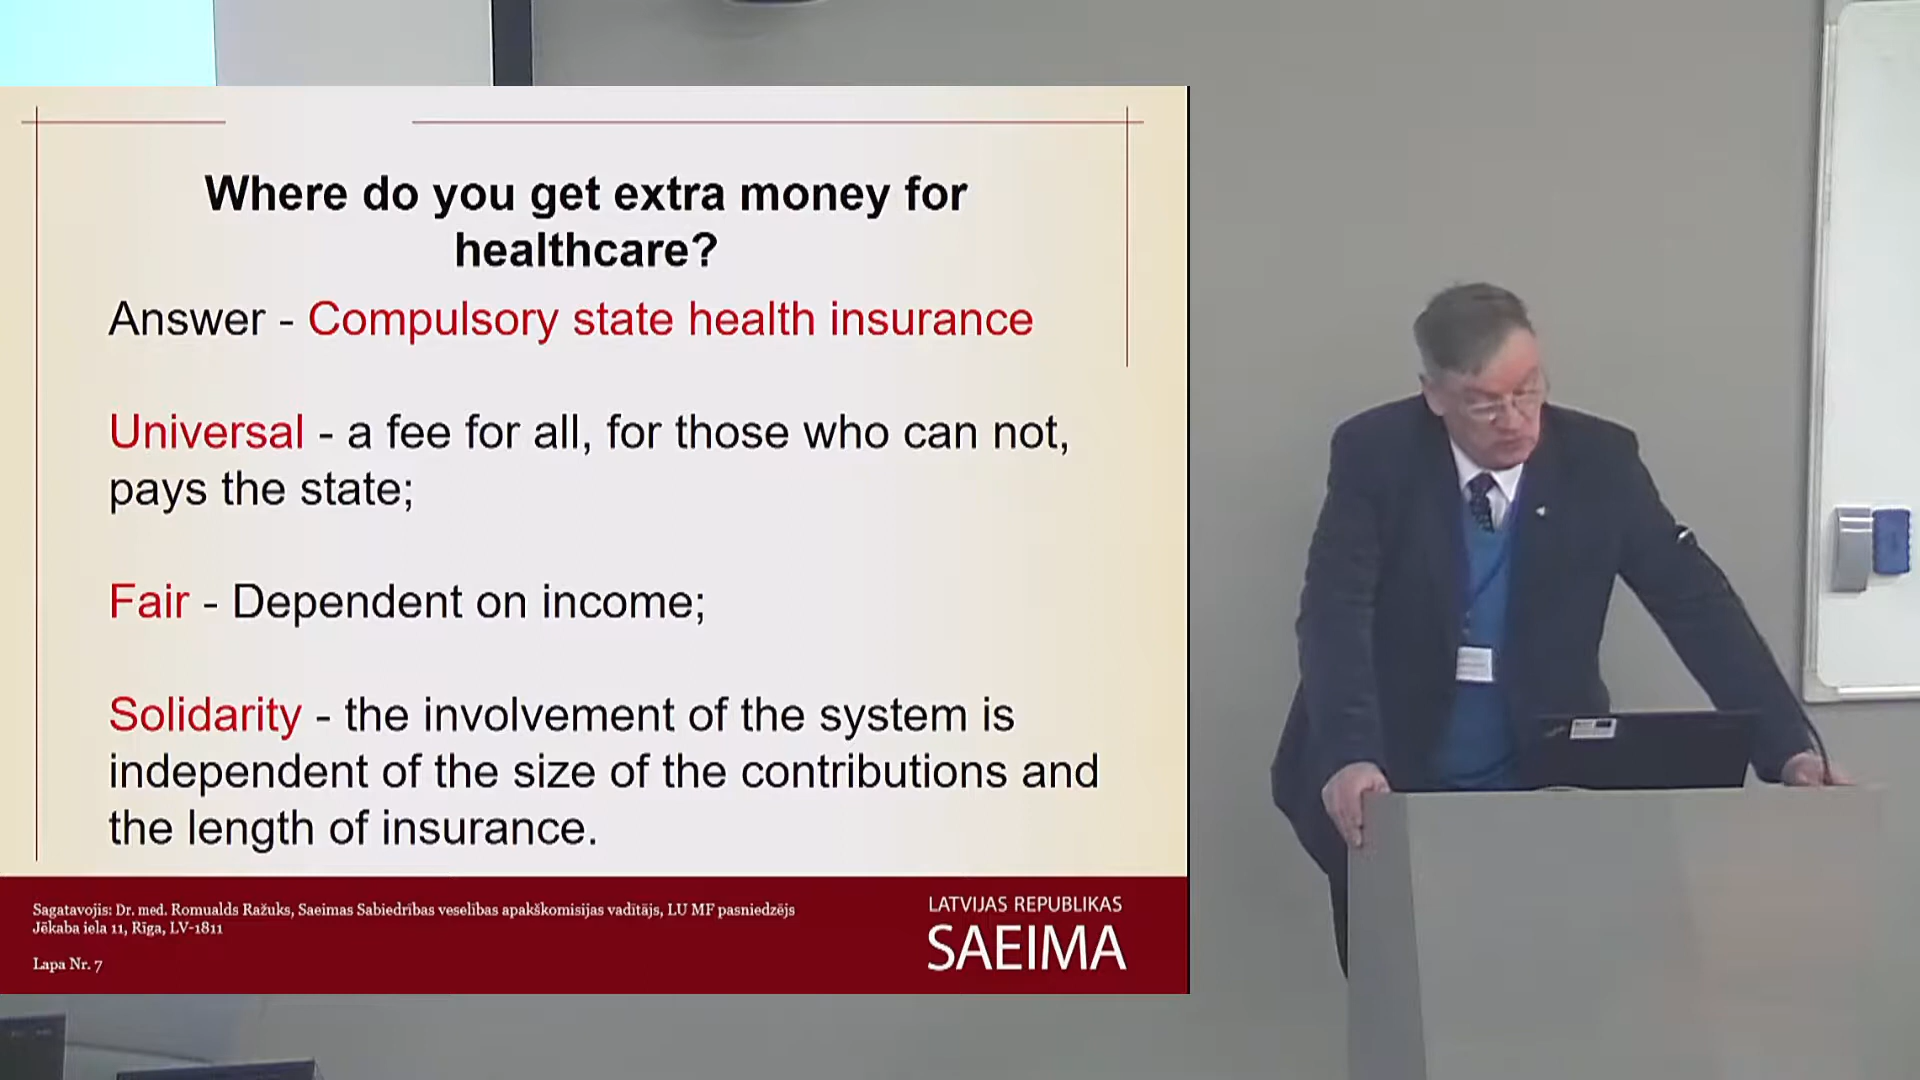 Where do you get extra money for
healthcare?
Answer - Compulsory state health insurance
Universal - a fee for all, for those who can not,
pays the state;
Fair - Dependent on income;
Solidarity - the involvement of the system is
independent of the size of the contributions and
the length of insurance.
Sagatavojis: Dr. med. Romualds Ražuks, Saeimas Sabiedrības veselības apakškomisijas vadītājs, LU MF pasniedzējs
Jēkaba iela 11, Rīga, LV-1811
Lapa Nr. 7
LATVIJAS REPUBLIKAS
SAEIMA